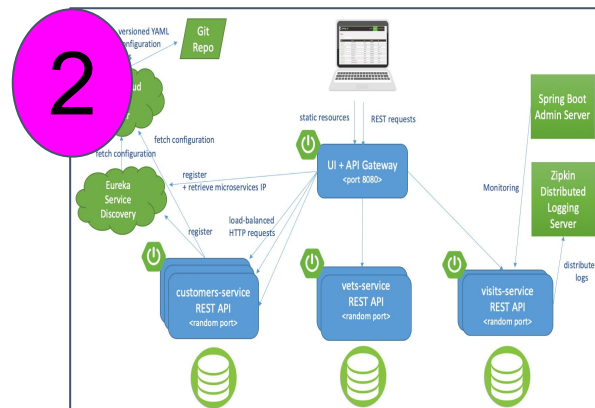 versioned YAML
Git
Repo
2
static resources
REST requests
Spring Boot
Admin Server
fetch configuration
fetch configuration
UI + API Gateway
<port 8080>
register
+ retrieve microservices IP
Eureka
Service
Discovery
Monitoring
Zipkin
Distributed
Logging
Server
register
load-balanced
HTTP requests
customers-service
REST API
<random port>
vets-service
REST API
<random port>
visits-service
REST API
<random port>
logs